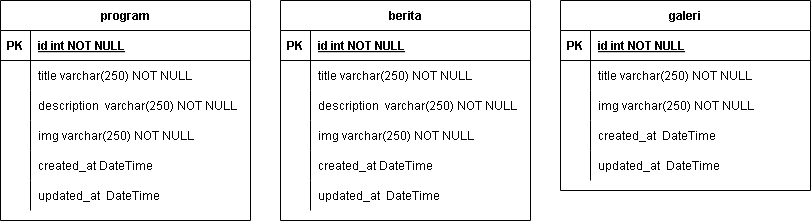 program
PK id int NOT NULL
title varchar(250) NOT NULL
description varchar(250) NOT NULL
img varchar(250) NOT NULL
created_at DateTime
updated_at DateTime
berita
PK id int NOT NULL
title varchar(250) NOT NULL
description varchar(250) NOT NULL
img varchar(250) NOT NULL
created_at DateTime
updated_at DateTime
galeri
PK id int NOT NULL
title varchar(250) NOT NULL
img varchar(250) NOT NULL
created_at DateTime
updated_at DateTime